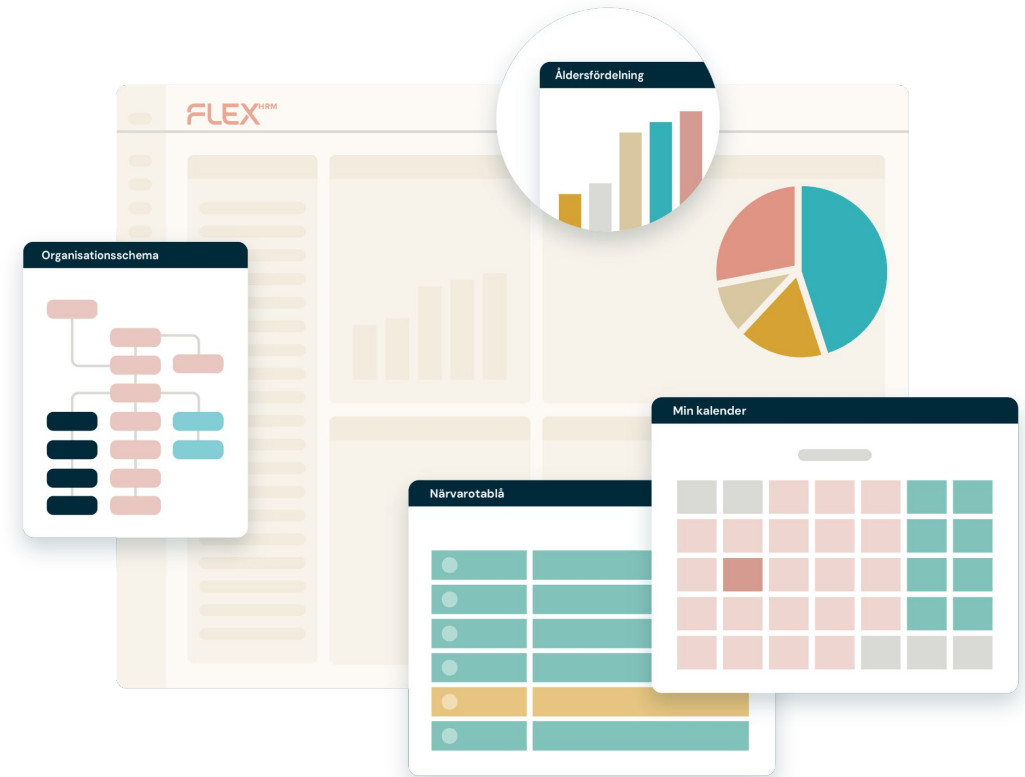 FLEX HRM
Åldersfördelning
Organisationsschema
Min kalender
Närvarotablå